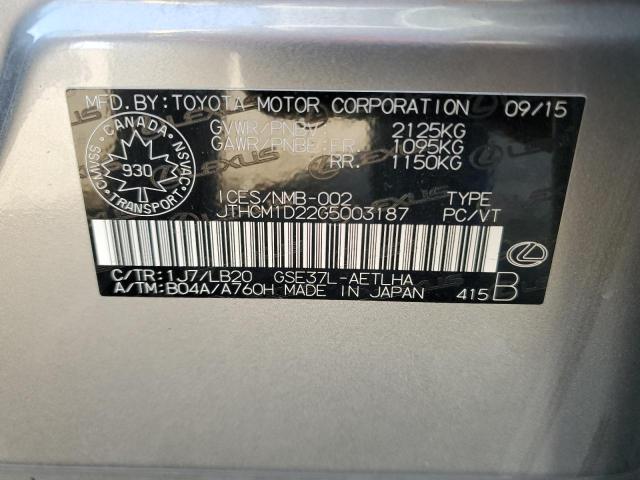 MFD. BY: TOYOTA MOTOR CORPORATION 09/15
GVWR/PNBV 2125KG
GAWR/PNBE:FR. 1095KG
RR. 1150KG
CANADA
CMVSS NSVAC
930
TRANSPORT
ICES/NMB-002 TYPE
JTHCM1D22G5003187 PC/VT
C/TR:1J7/LB20 GSE37L-AETLHA
A/TM:B04A/A760H MADE IN JAPAN 415 B
LEXUS